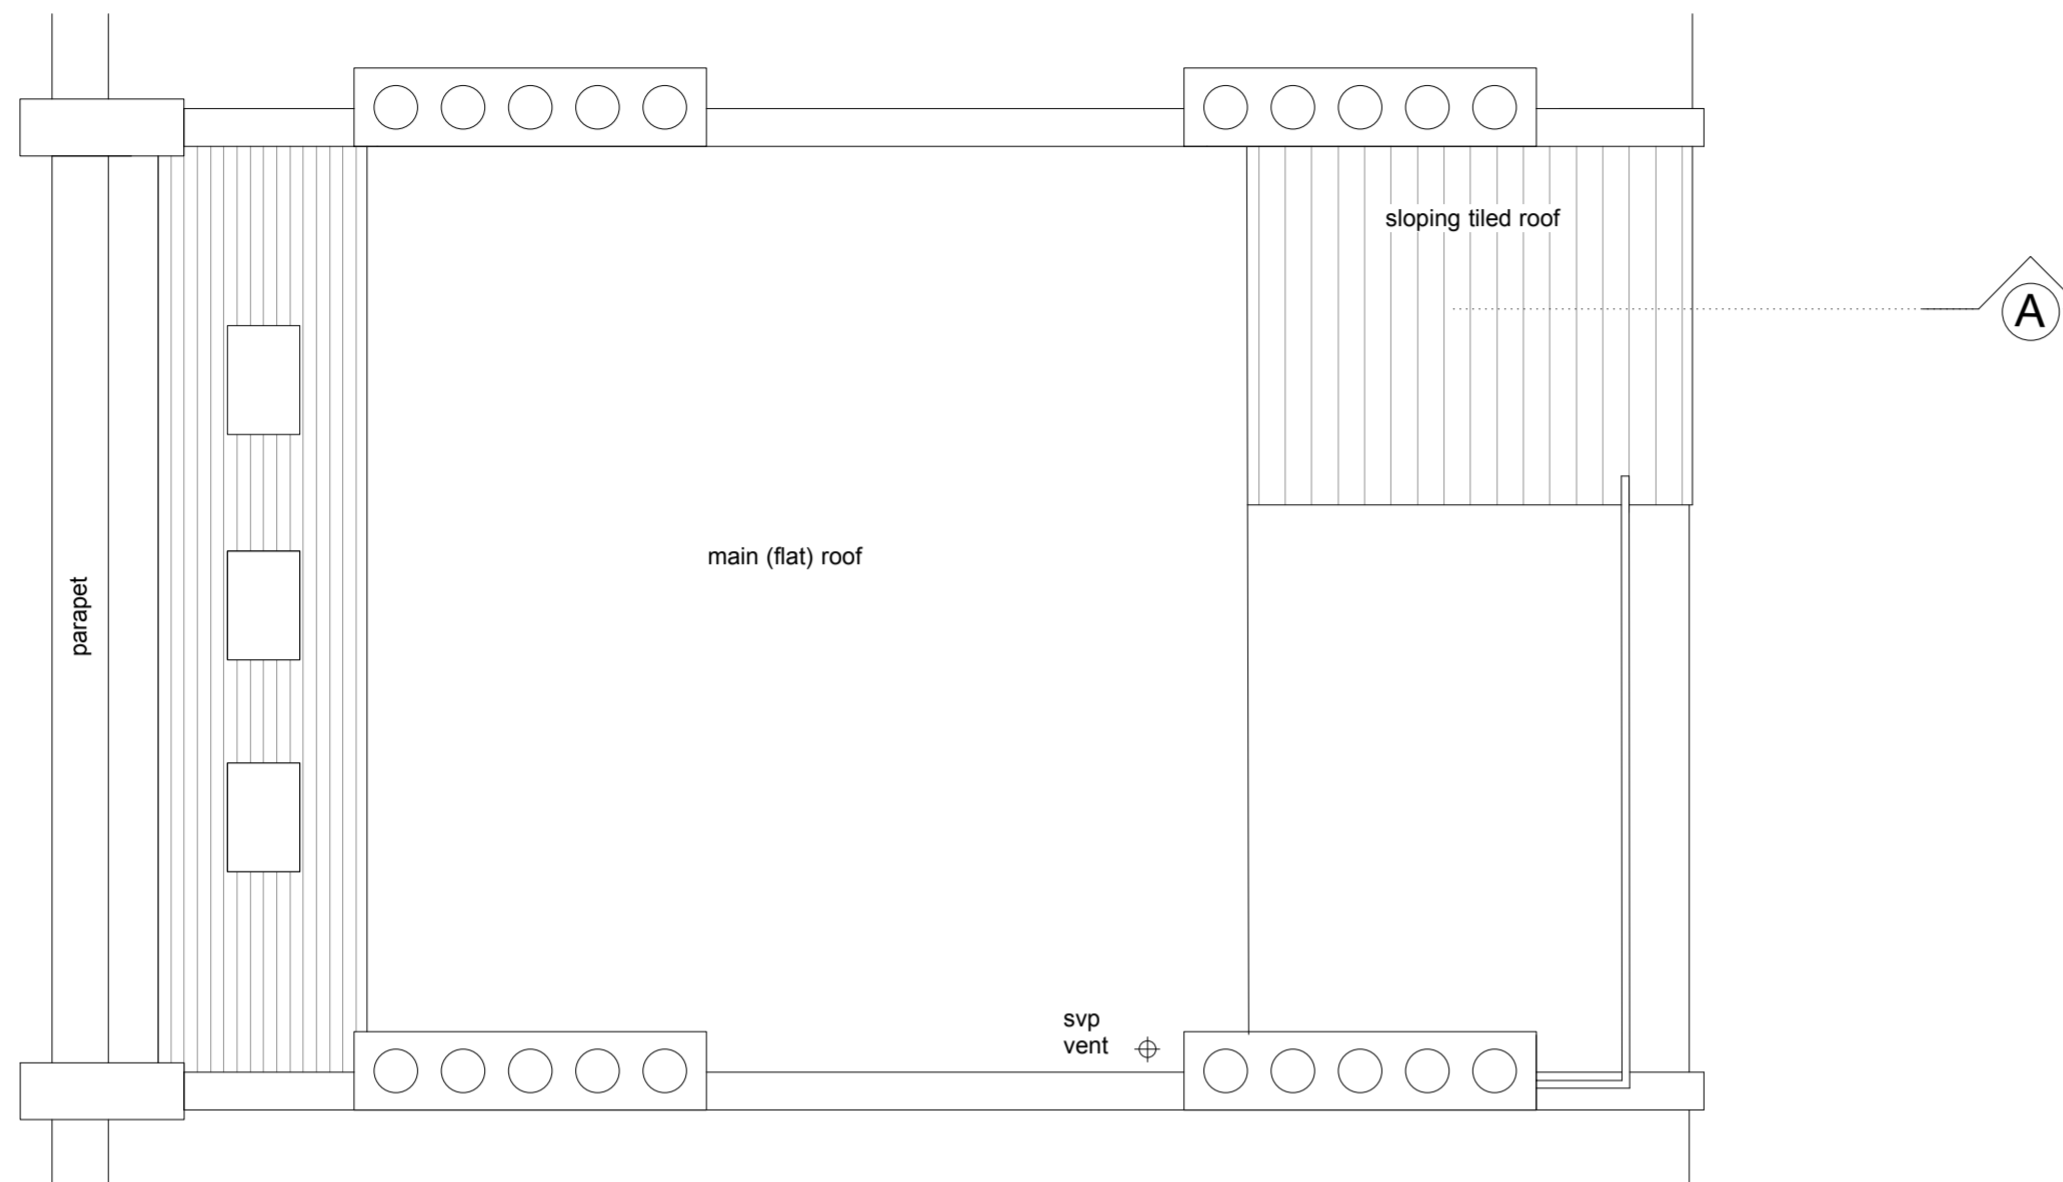 sloping tiled roof
A
main (flat) roof
parapet
svp
vent